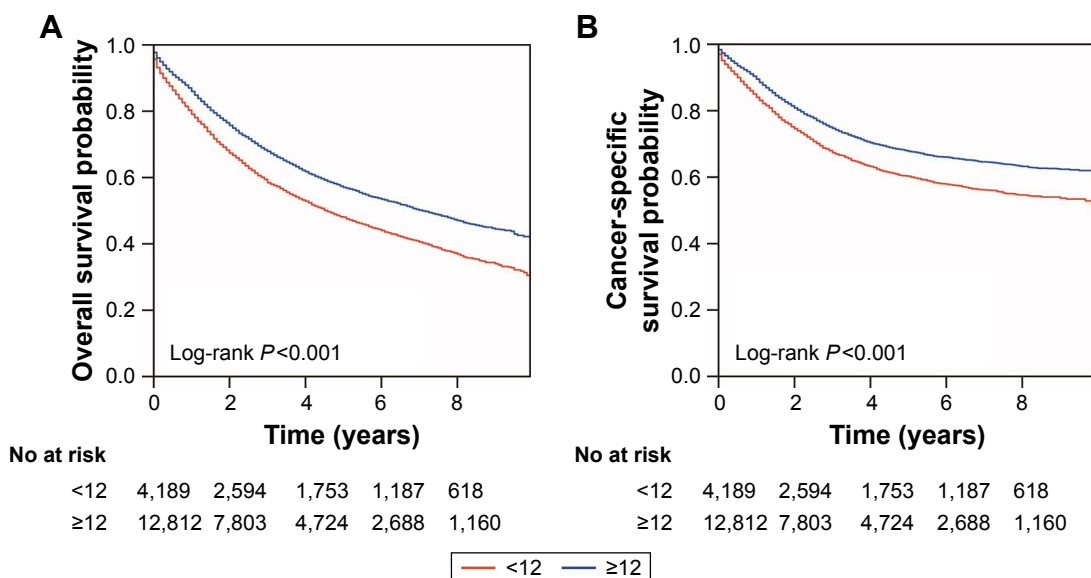 A
Overall survival probability
1.0
0.8
0.6
0.4
0.2
0.0
Log-rank P<0.001
0 2 4 6 8
Time (years)
No at risk
<12 4,189 2,594 1,753 1,187 618
≥12 12,812 7,803 4,724 2,688 1,160
B
Cancer-specific
survival probability
1.0
0.8
0.6
0.4
0.2
0.0
Log-rank P<0.001
0 2 4 6 8
Time (years)
No at risk
<12 4,189 2,594 1,753 1,187 618
≥12 12,812 7,803 4,724 2,688 1,160
<12 ≥12